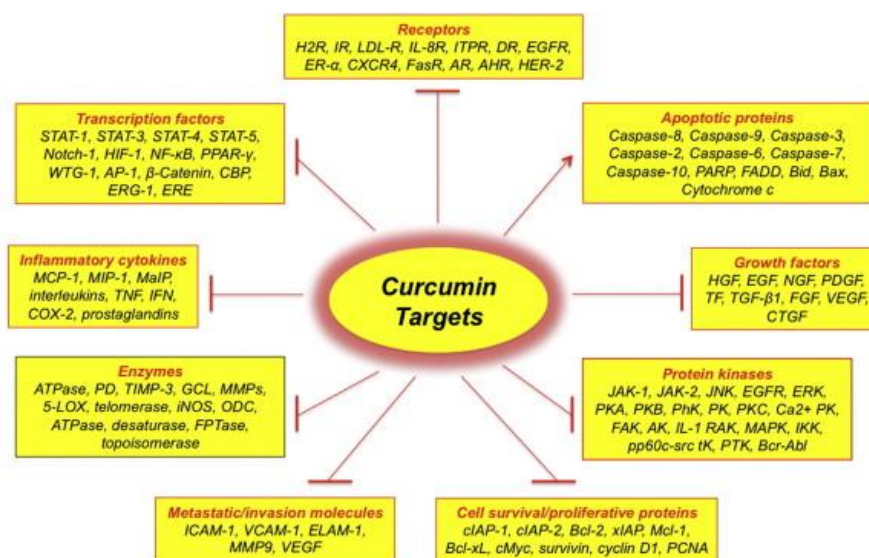 Receptors
H2R, IR, LDL-R, IL-8R, ITPR, DR, EGFR,
ER-α, CXCR4, FasR, AR, AHR, HER-2
Transcription factors
STAT-1, STAT-3, STAT-4, STAT-5,
Notch-1, HIF-1, NF-κB, PPAR-γ,
WTG-1, AP-1, β-Catenin, CBP,
ERG-1, ERE
Apoptotic proteins
Caspase-8, Caspase-9, Caspase-3,
Caspase-2, Caspase-6, Caspase-7,
Caspase-10, PARP, FADD, Bid, Bax,
Cytochrome c
Inflammatory cytokines
MCP-1, MIP-1, MaIP,
interleukins, TNF, IFN,
COX-2, prostaglandins
Curcumin
Targets
Growth factors
HGF, EGF, NGF, PDGF,
TF, TGF-β1, FGF, VEGF,
CTGF
Enzymes
ATPase, PD, TIMP-3, GCL, MMPs,
5-LOX, telomerase, iNOS, ODC,
ATPase, desaturase, FPTase,
topoisomerase
Protein kinases
JAK-1, JAK-2, JNK, EGFR, ERK,
PKA, PKB, PhK, PK, PKC, Ca2+ PK,
FAK, AK, IL-1 RAK, MAPK, IKK,
pp60c-src tK, PTK, Bcr-Abl
Metastatic/invasion molecules
ICAM-1, VCAM-1, ELAM-1,
MMP9, VEGF
Cell survival/proliferative proteins
cIAP-1, cIAP-2, Bcl-2, xIAP, Mcl-1,
Bcl-xL, cMyc, survivin, cyclin D1, PCNA